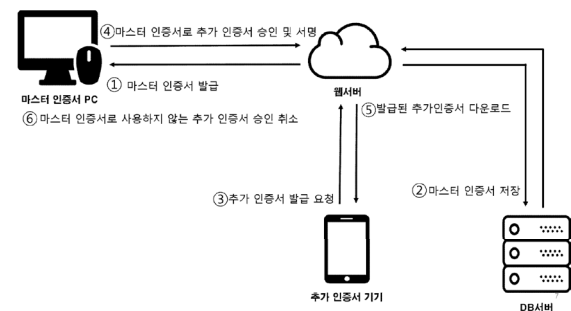 ④마스터 인증서로 추가 인증서 승인 및 서명
① 마스터 인증서 발급
마스터 인증서 PC
⑥ 마스터 인증서로 사용하지 않는 추가 인증서 승인 취소
웹서버
⑤발급된 추가인증서 다운로드
②마스터 인증서 저장
③추가 인증서 발급 요청
추가 인증서 기기
7
DB서버